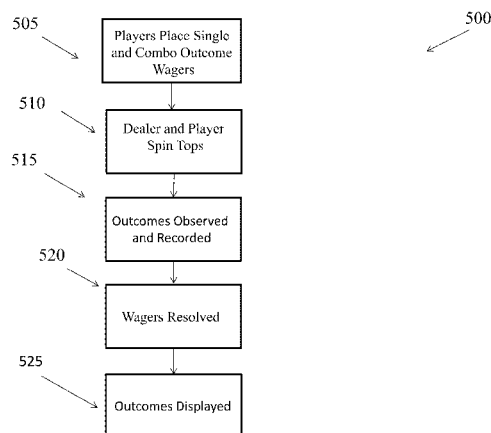 500
505
Players Place Single
and Combo Outcome
Wagers
510
Dealer and Player
Spin Tops
515
Outcomes Observed
and Recorded
520
Wagers Resolved
525
Outcomes Displayed